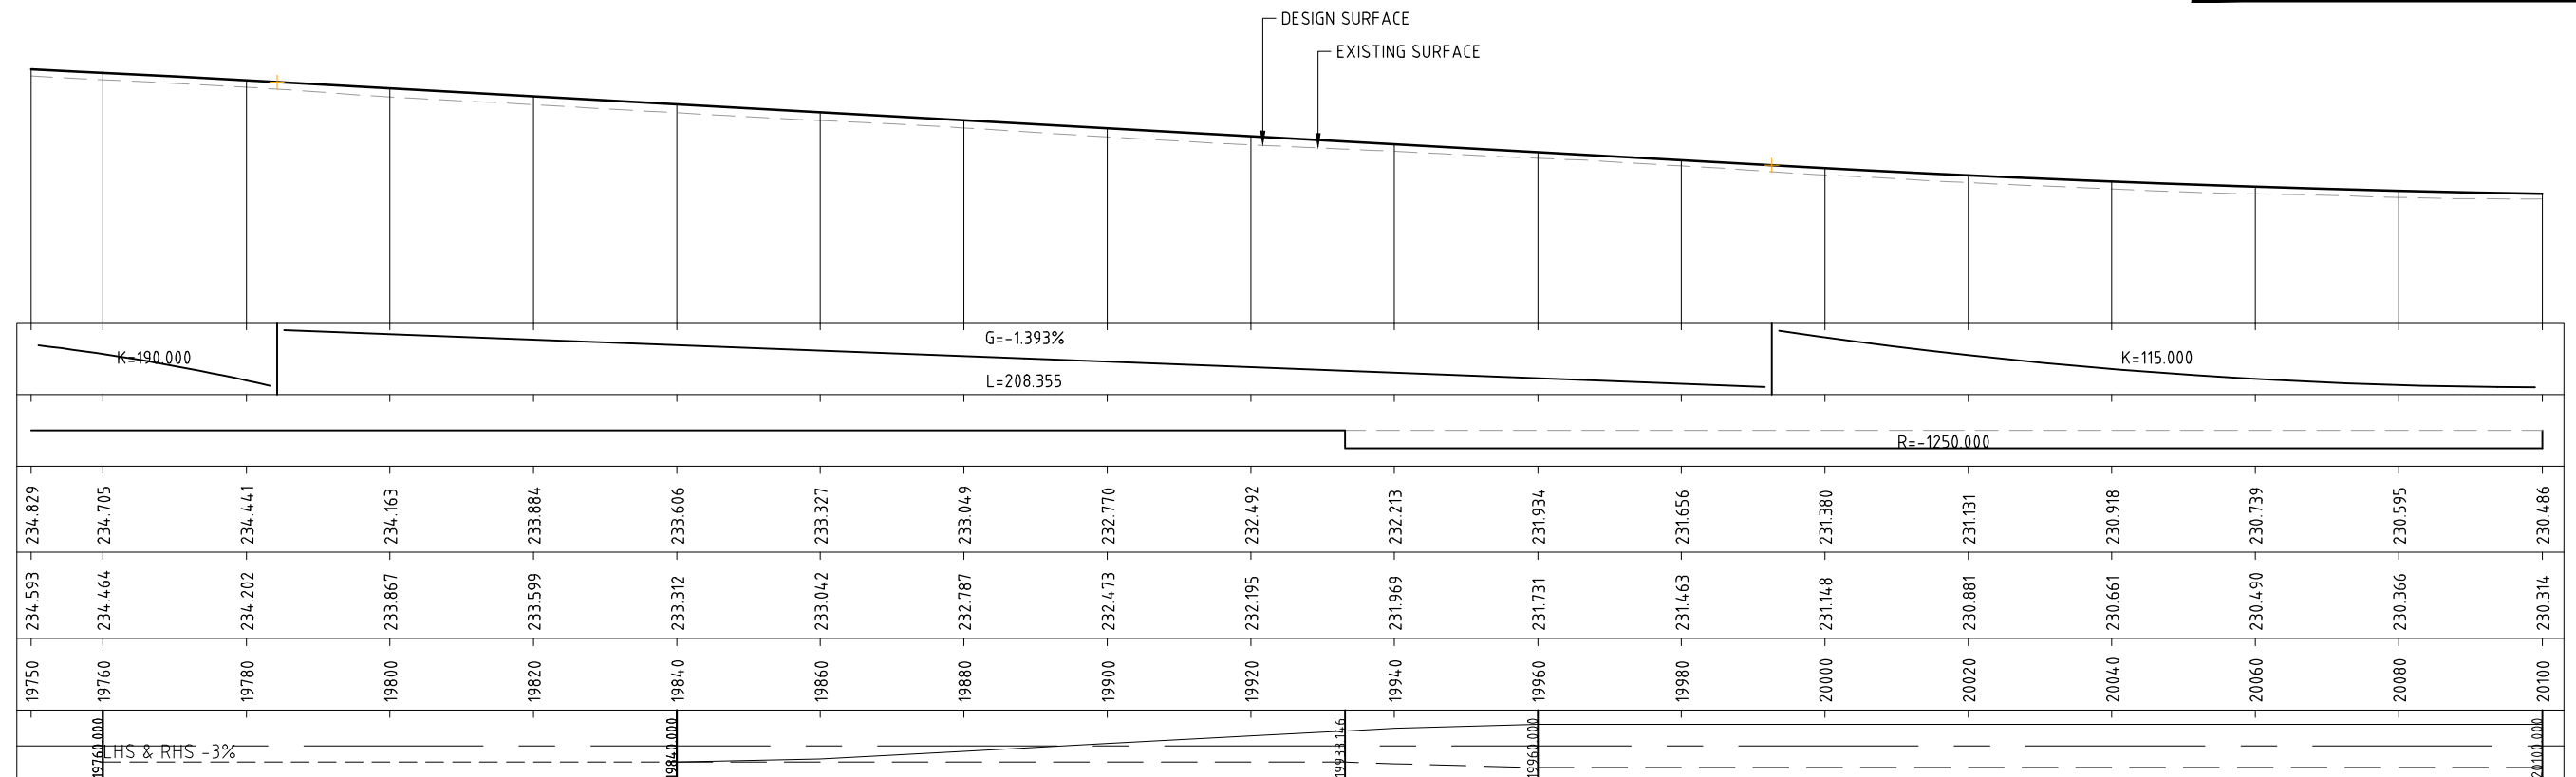 DESIGN SURFACE
EXISTING SURFACE
G=-1.393%
K=190.000
K=115.000
L=208.355
R=-1250.000
234.829 234.705 234.441 234.163 233.884 233.606 233.327 233.049 232.770 232.492 232.213 231.934 231.656 231.380 231.131 230.918 230.739 230.595 230.486
234.593 234.464 234.202 233.867 233.599 233.312 233.042 232.787 232.473 232.195 231.969 231.731 231.463 231.148 230.881 230.661 230.490 230.366 230.314
19750 19760 19780 19800 19820 19840 19860 19880 19900 19920 19940 19960 19980 20000 20020 20040 20060 20080 20100
19760.000 19840.000 19933.146 19960.000 20100.000
LHS & RHS -3%